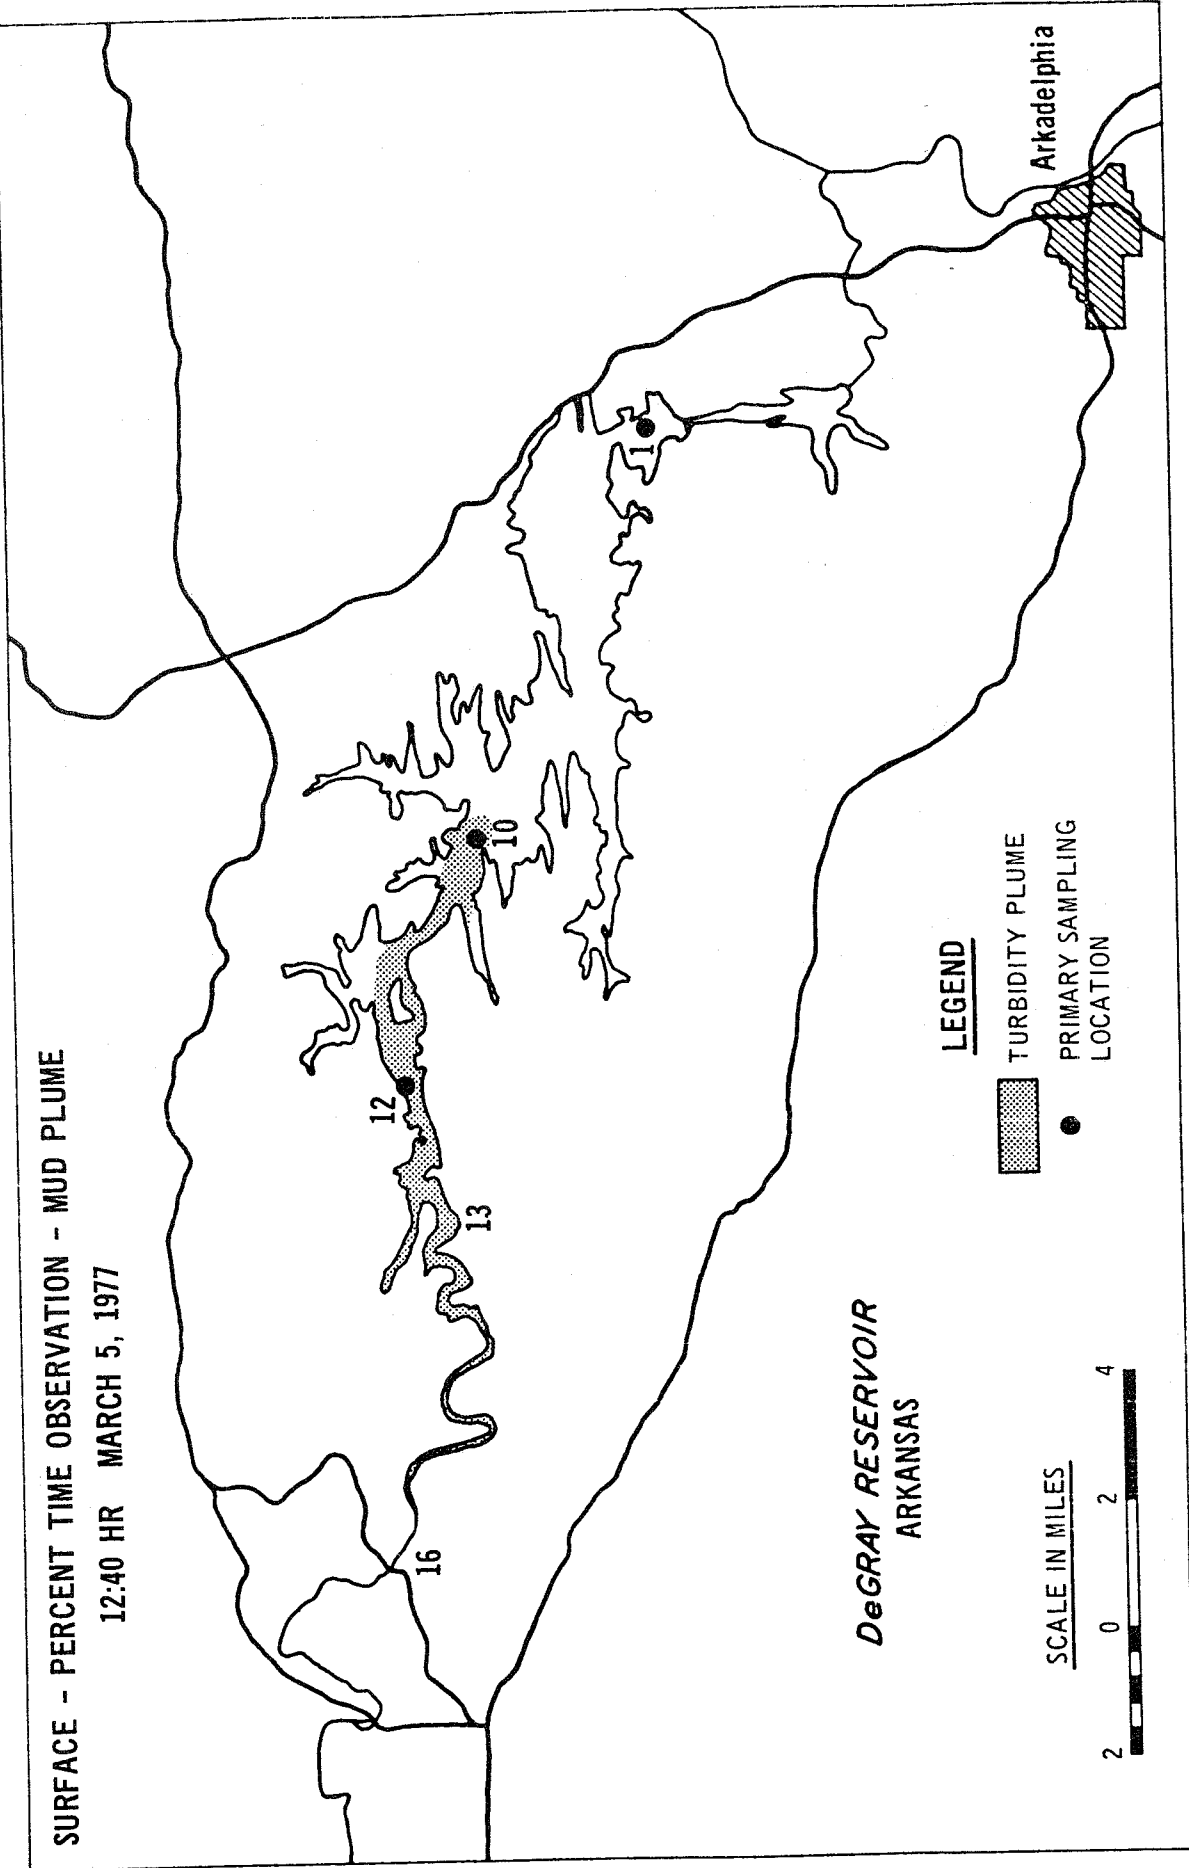 SURFACE - PERCENT TIME OBSERVATION - MUD PLUME
12:40 HR MARCH 5, 1977
16
13
12
10
1
Arkadelphia
DeGRAY RESERVOIR
ARKANSAS
LEGEND
TURBIDITY PLUME
PRIMARY SAMPLING
LOCATION
SCALE IN MILES
2 0 2 4